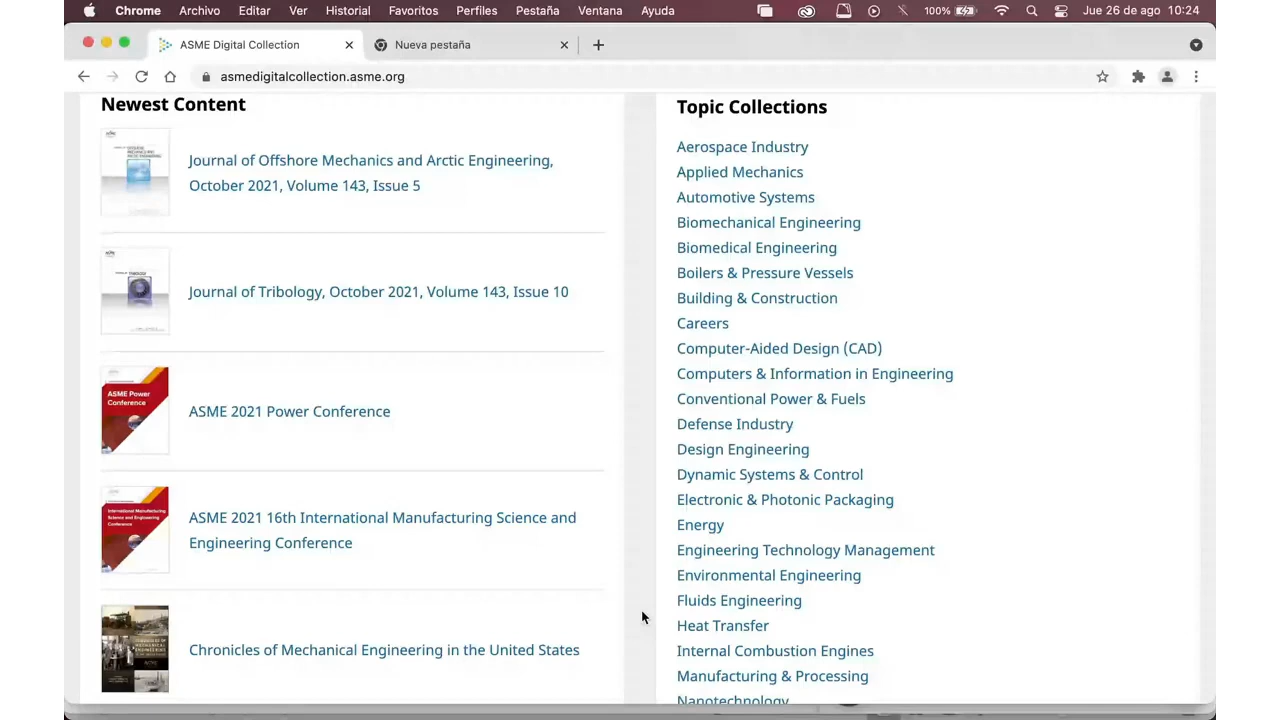 Chrome Archivo Editar Ver Historial Favoritos Perfiles Pestaña Ventana Ayuda 100% Jue 26 de ago 10:24
ASME Digital Collection Nueva pestaña
asmedigitalcollection.asme.org
Newest Content
Journal of Offshore Mechanics and Arctic Engineering,
October 2021, Volume 143, Issue 5
Journal of Tribology, October 2021, Volume 143, Issue 10
ASME Power
Conference
ASME 2021 Power Conference
International Manufacturing
Science and Engineering
Conference
ASME 2021 16th International Manufacturing Science and
Engineering Conference
Chronicles of Mechanical Engineering in the United States
Topic Collections
Aerospace Industry
Applied Mechanics
Automotive Systems
Biomechanical Engineering
Biomedical Engineering
Boilers & Pressure Vessels
Building & Construction
Careers
Computer-Aided Design (CAD)
Computers & Information in Engineering
Conventional Power & Fuels
Defense Industry
Design Engineering
Dynamic Systems & Control
Electronic & Photonic Packaging
Energy
Engineering Technology Management
Environmental Engineering
Fluids Engineering
Heat Transfer
Internal Combustion Engines
Manufacturing & Processing
Nanotechnology